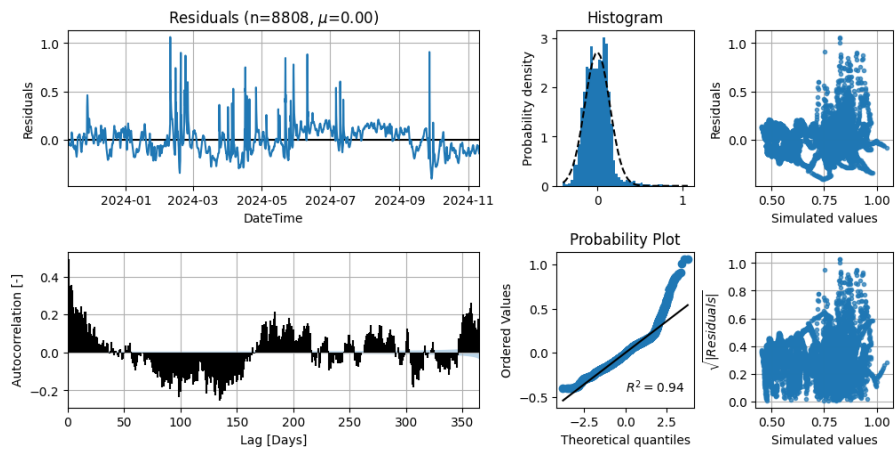 Residuals (n=8808, μ=0.00)
Residuals
1.0
0.5
0.0
2024-01 2024-03 2024-05 2024-07 2024-09 2024-11
DateTime
Histogram
Probability density
3
2
1
0
0 1
Residuals
1.0
0.5
0.0
0.50 0.75 1.00
Simulated values
Autocorrelation [-]
0.4
0.2
0.0
−0.2
0 50 100 150 200 250 300 350
Lag [Days]
Probability Plot
Ordered Values
1.0
0.5
0.0
−0.5
R² = 0.94
−2.5 0.0 2.5
Theoretical quantiles
√|Residuals|
1.0
0.8
0.6
0.4
0.2
0.0
0.50 0.75 1.00
Simulated values